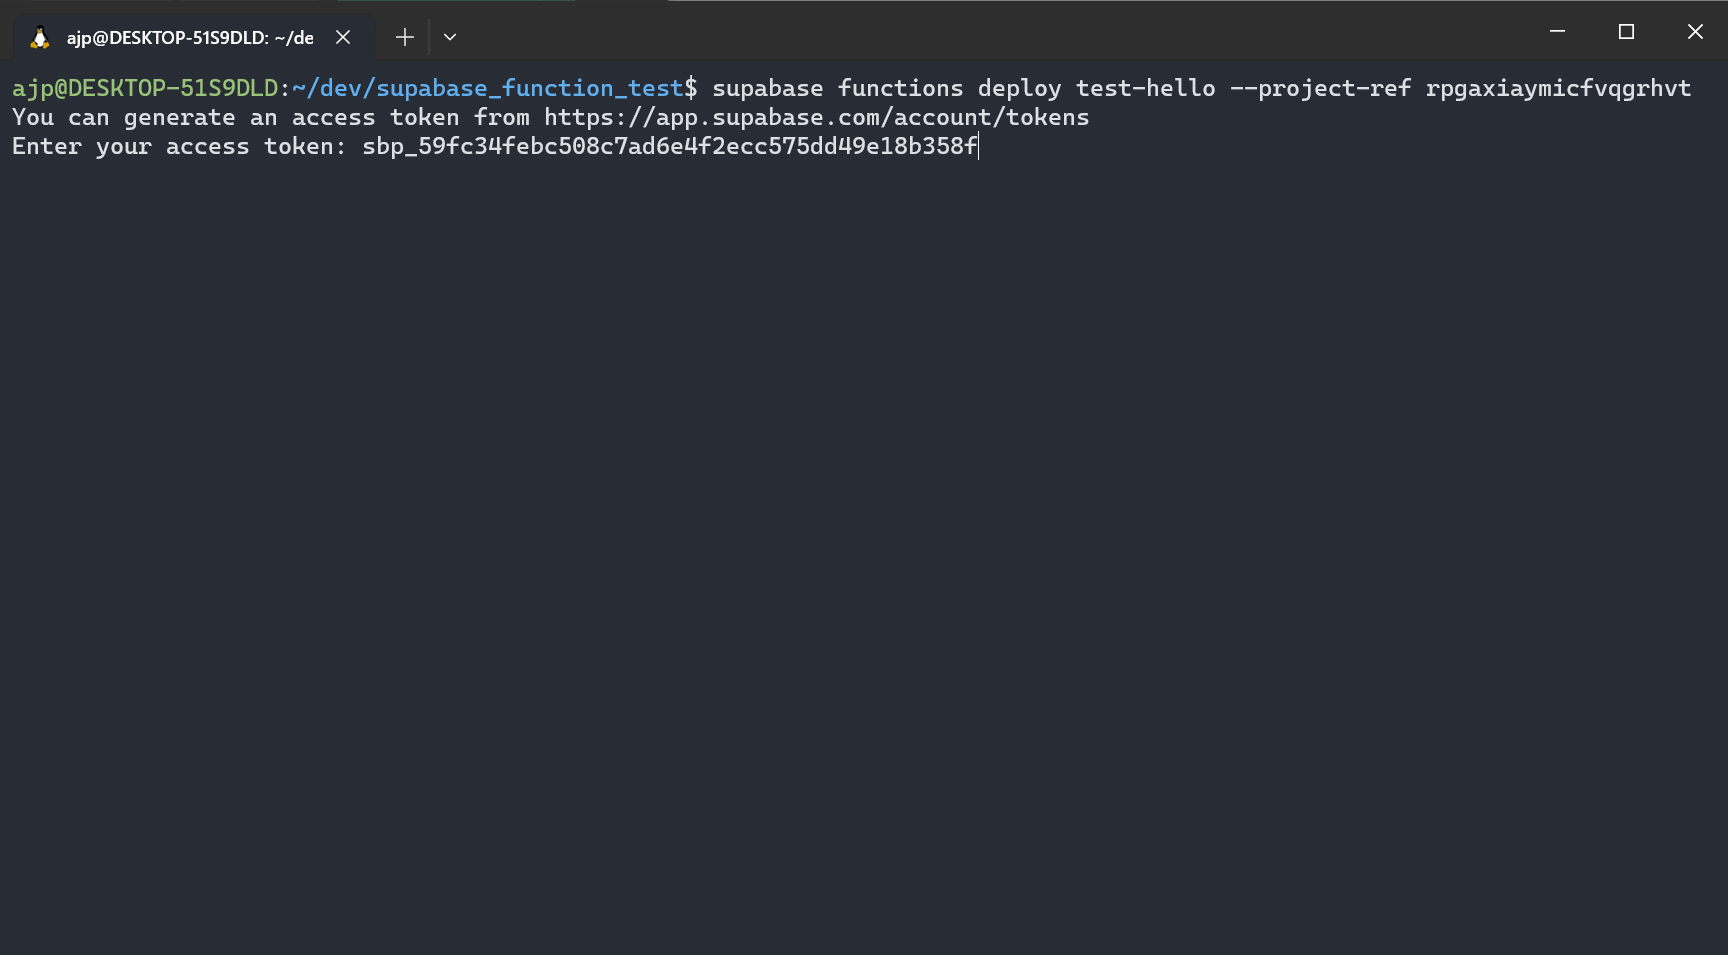 ajp@DESKTOP-51S9DLD: ~/de
ajp@DESKTOP-51S9DLD:~/dev/supabase_function_test$ supabase functions deploy test-hello --project-ref rpgaxiaymicfvqgrhvt
You can generate an access token from https://app.supabase.com/account/tokens
Enter your access token: sbp_59fc34febc508c7ad6e4f2ecc575dd49e18b358f